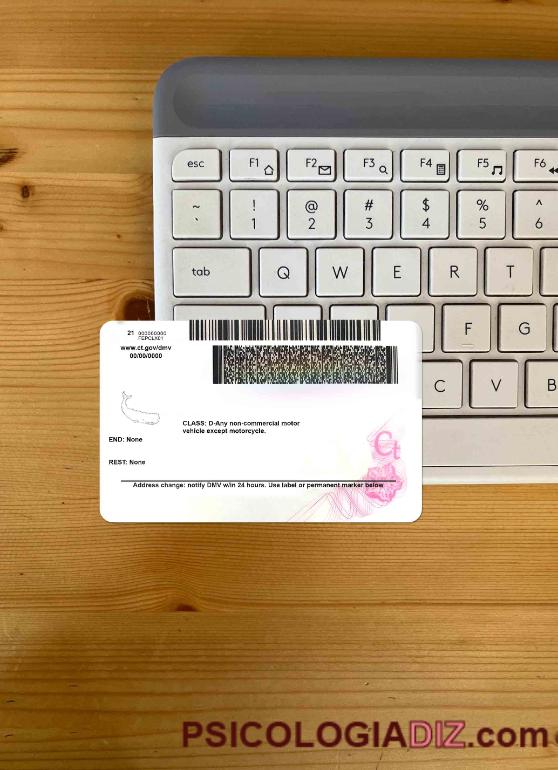 esc F1 F2 F3 F4 F5 F6
~ ! @ # $ % ^
` 1 2 3 4 5 6
tab Q W E R T
F G
C V B
21 000000000
www.ct.gov/dmv
00/00/0000
CLASS: D-Any non-commercial motor
vehicle except motorcycle.
END: None
REST: None
Ct
Address change: notify DMV w/in 24 hours. Use label or permanent marker below
PSICOLOGIADIZ.com